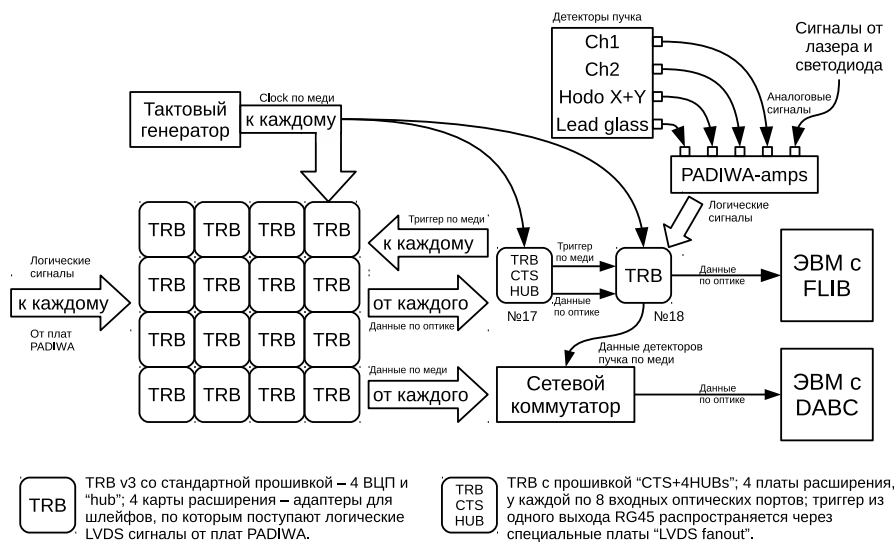 Детекторы пучка
Ch1
Ch2
Hodo X+Y
Lead glass
Сигналы от
лазера и
светодиода
Аналоговые
сигналы
PADIWA-amps
Логические
сигналы
Тактовый
генератор
Clock по меди
к каждому
TRB TRB TRB TRB
TRB TRB TRB TRB
TRB TRB TRB TRB
TRB TRB TRB TRB
Логические
сигналы
к каждому
От плат
PADIWA
Триггер по меди
к каждому
от каждого
Данные по оптике
Данные по меди
от каждого
TRB
CTS
HUB
№17
Триггер
по меди
Данные
по оптике
TRB
№18
Данные
по оптике
ЭВМ с
FLIB
Данные детекторов
пучка по меди
Сетевой
коммутатор
Данные
по оптике
ЭВМ с
DABC
TRB
TRB v3 со стандартной прошивкой – 4 ВЦП и
“hub”; 4 карты расширения – адаптеры для
шлейфов, по которым поступают логические
LVDS сигналы от плат PADIWA.
TRB
CTS
HUB
TRB с прошивкой “CTS+4HUBs”; 4 платы расширения,
у каждой по 8 входных оптических портов; триггер из
одного выхода RG45 распространяется через
специальные платы “LVDS fanout”.